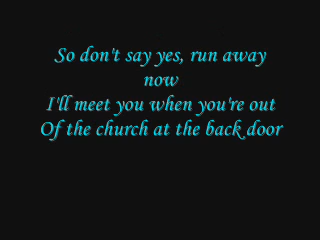 So don't say yes, run away
now
I'll meet you when you're out
Of the church at the back door